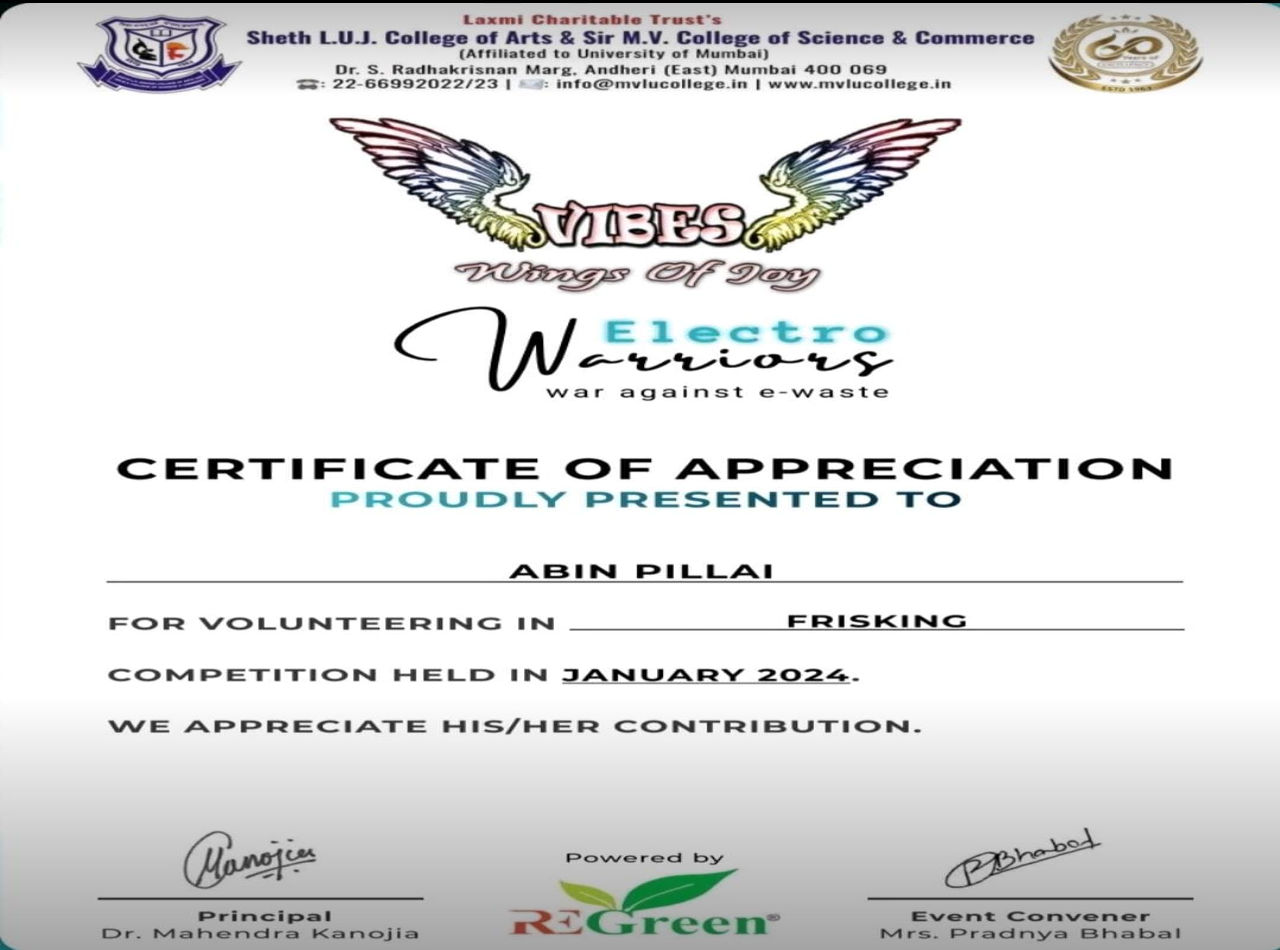 Laxmi Charitable Trust's
Sheth L.U.J. College of Arts & Sir M.V. College of Science & Commerce
(Affiliated to University of Mumbai)
Dr. S. Radhakrisnan Marg, Andheri (East) Mumbai 400 069
: 22-66992022/23 | : info@mvlucollege.in | www.mvlucollege.in
60
Years of
ESTD 1963
VIBES
Wings Of Joy
Electro
Warriors
war against e-waste
CERTIFICATE OF APPRECIATION
PROUDLY PRESENTED TO
ABIN PILLAI
FOR VOLUNTEERING IN FRISKING
COMPETITION HELD IN JANUARY 2024.
WE APPRECIATE HIS/HER CONTRIBUTION.
Manojia
PBhabal
Powered by
REGreen®
Principal
Dr. Mahendra Kanojia
Event Convener
Mrs. Pradnya Bhabal